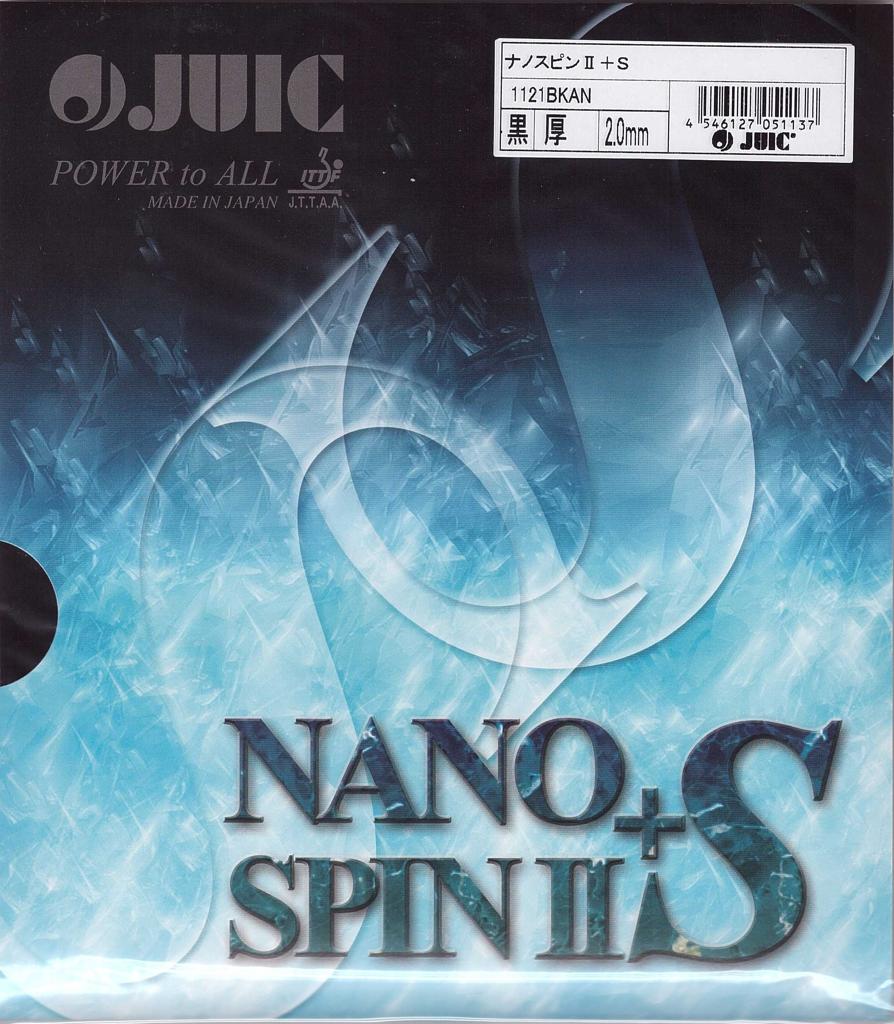 JUIC
POWER to ALL ITTF
MADE IN JAPAN J.T.T.A.A.
ナノスピンⅡ+S
1121BKAN
黒 厚 2.0mm
4 546127 051137
JUIC
NANO
SPIN II
+S